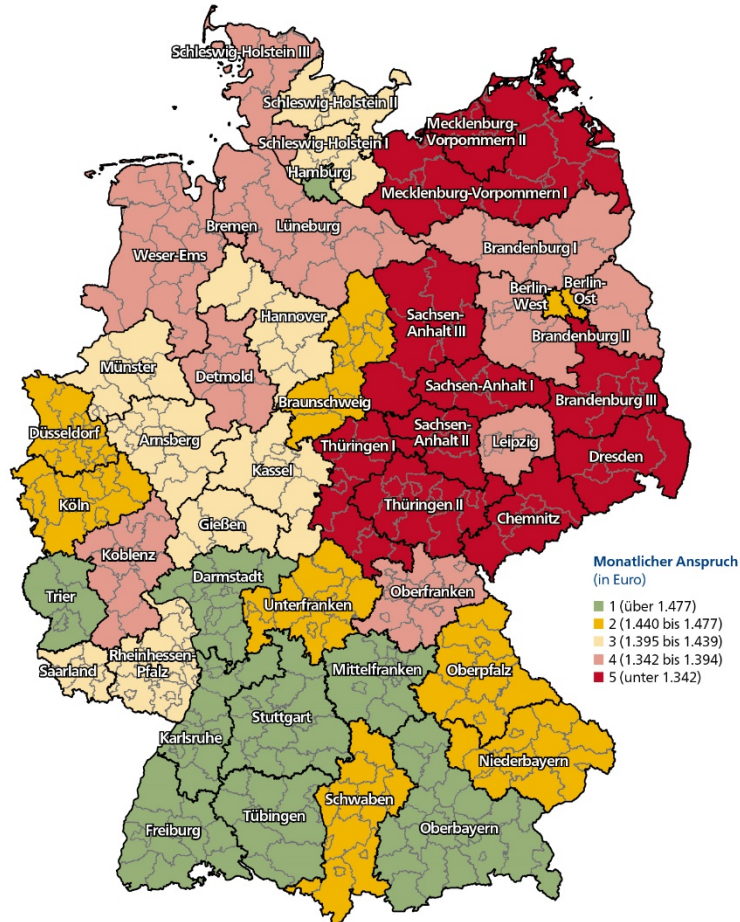 Schleswig-Holstein III
Schleswig-Holstein II
Schleswig-Holstein I
Hamburg
Mecklenburg-
Vorpommern II
Mecklenburg-Vorpommern I
Bremen
Lüneburg
Weser-Ems
Brandenburg I
Berlin-
West
Berlin-
Ost
Hannover
Sachsen-
Anhalt III
Brandenburg II
Münster
Detmold
Braunschweig
Sachsen-Anhalt I
Brandenburg III
Düsseldorf
Arnsberg
Kassel
Thüringen I
Sachsen-
Anhalt II
Leipzig
Dresden
Köln
Gießen
Thüringen II
Chemnitz
Koblenz
Trier
Darmstadt
Unterfranken
Oberfranken
Monatlicher Anspruch
(in Euro)
1 (über 1.477)
2 (1.440 bis 1.477)
3 (1.395 bis 1.439)
4 (1.342 bis 1.394)
5 (unter 1.342)
Saarland
Rheinhessen-
Pfalz
Mittelfranken
Oberpfalz
Karlsruhe
Stuttgart
Niederbayern
Schwaben
Freiburg
Tübingen
Oberbayern